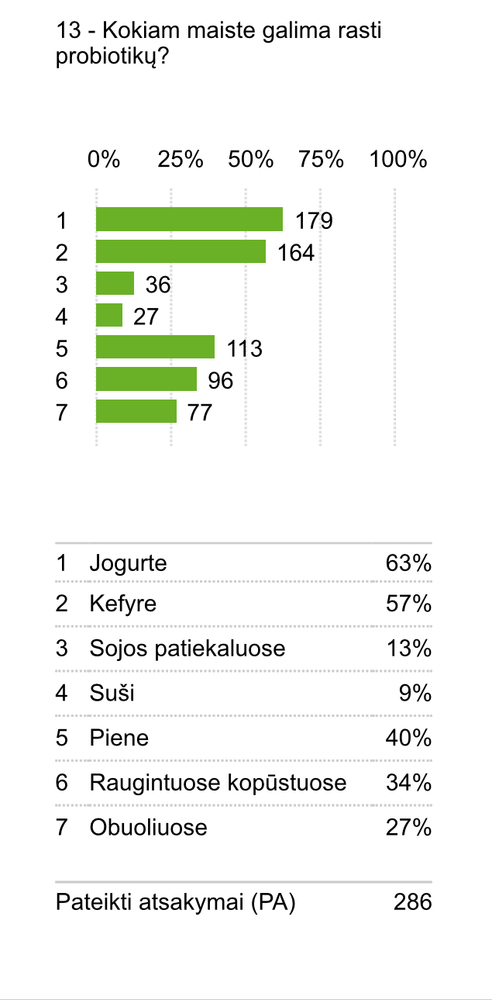 13 - Kokiam maiste galima rasti
probiotikų?
0% 25% 50% 75% 100%
1 179
2 164
3 36
4 27
5 113
6 96
7 77
1 Jogurte 63%
2 Kefyre 57%
3 Sojos patiekaluose 13%
4 Suši 9%
5 Piene 40%
6 Raugintuose kopūstuose 34%
7 Obuoliuose 27%
Pateikti atsakymai (PA) 286